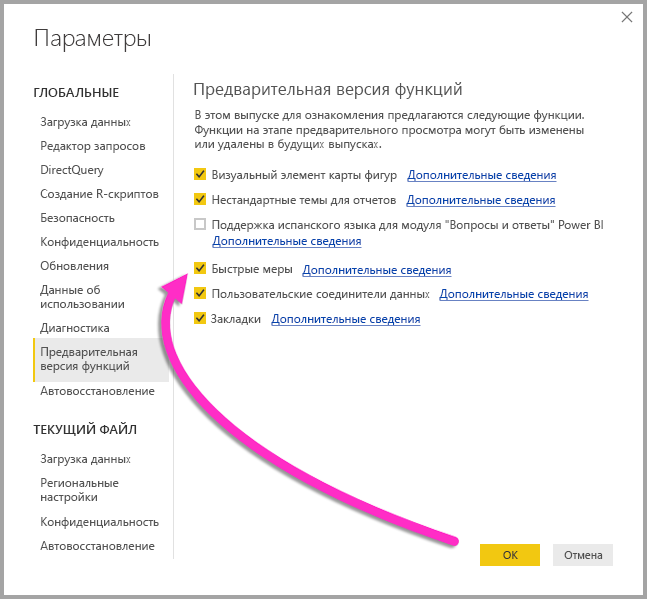 Параметры
ГЛОБАЛЬНЫЕ
Загрузка данных
Редактор запросов
DirectQuery
Создание R-скриптов
Безопасность
Конфиденциальность
Обновления
Данные об
использовании
Диагностика
Предварительная
версия функций
Автовосстановление
ТЕКУЩИЙ ФАЙЛ
Загрузка данных
Региональные
настройки
Конфиденциальность
Автовосстановление
Предварительная версия функций
В этом выпуске для ознакомления предлагаются следующие функции.
Функции на этапе предварительного просмотра могут быть изменены
или удалены в будущих выпусках.
Визуальный элемент карты фигур Дополнительные сведения
Нестандартные темы для отчетов Дополнительные сведения
Поддержка испанского языка для модуля "Вопросы и ответы" Power BI
Дополнительные сведения
Быстрые меры Дополнительные сведения
Пользовательские соединители данных Дополнительные сведения
Закладки Дополнительные сведения
ОК Отмена